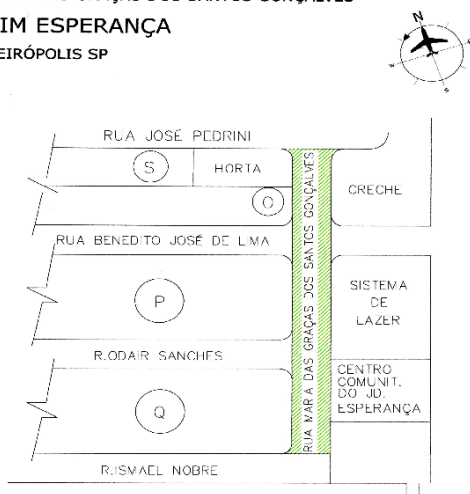 IM ESPERANÇA
EIRÓPOLIS SP
N
W
E
S
RUA JOSÉ PEDRINI
S
HORTA
O
CRECHE
RUA MARIA DAS GRAÇAS DOS SANTOS GONÇALVES
RUA BENEDITO JOSÉ DE LIMA
P
SISTEMA
DE
LAZER
R.ODAIR SANCHES
Q
CENTRO
COMUNIT.
DO JD.
ESPERANÇA
R.ISMAEL NOBRE